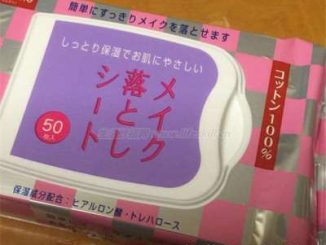 簡単にすっきりメイクを落とせます
しっとり保湿でお肌にやさしい
メイク
落とし
シート
50
枚入
コットン100%
保湿成分配合：ヒアルロン酸・トレハロース